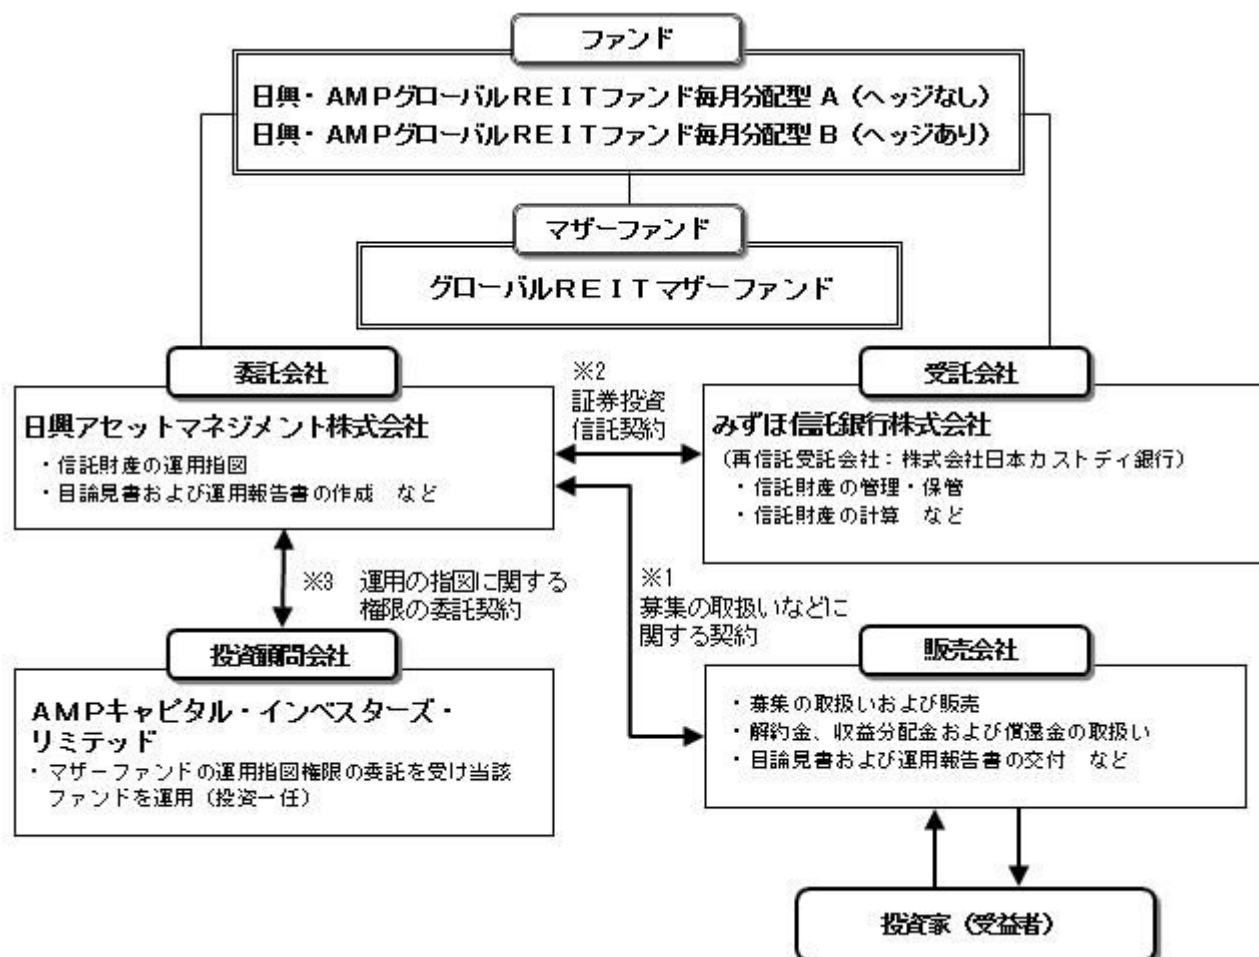 ファンド
日興・AMPグローバルREITファンド毎月分配型A（ヘッジなし）
日興・AMPグローバルREITファンド毎月分配型B（ヘッジあり）
マザーファンド
グローバルREITマザーファンド
委託会社
日興アセットマネジメント株式会社
・信託財産の運用指図
・目論見書および運用報告書の作成　など
※2
証券投資
信託契約
受託会社
みずほ信託銀行株式会社
（再信託受託会社：株式会社日本カストディ銀行）
・信託財産の管理・保管
・信託財産の計算　など
※3　運用の指図に関する
権限の委託契約
※1
募集の取扱いなどに
関する契約
投資顧問会社
AMPキャピタル・インベスターズ・
リミテッド
・マザーファンドの運用指図権限の委託を受け当該
ファンドを運用（投資一任）
販売会社
・募集の取扱いおよび販売
・解約金、収益分配金および償還金の取扱い
・目論見書および運用報告書の交付　など
投資家（受益者）